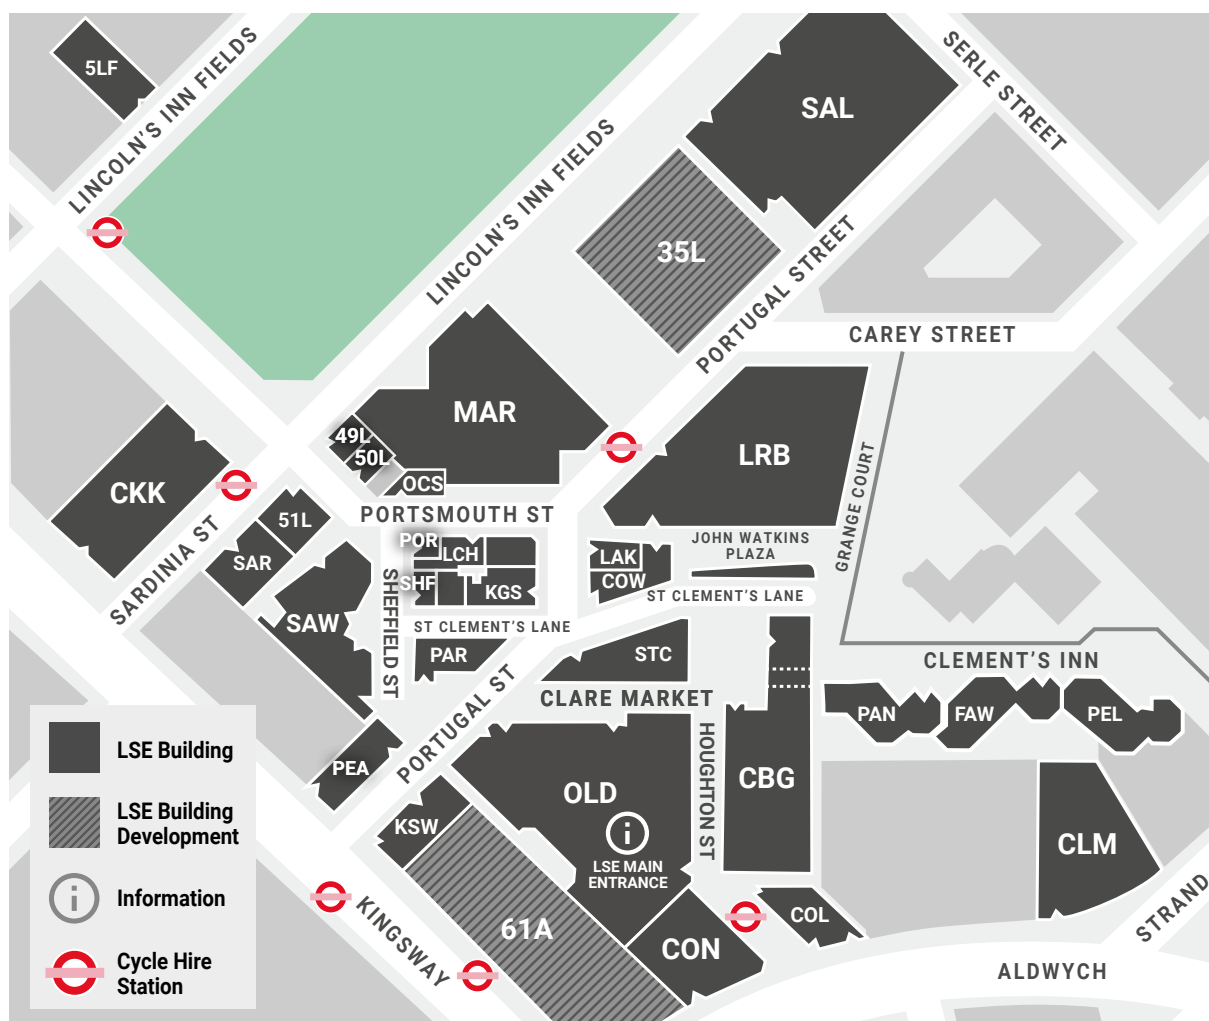 5LF
LINCOLN'S INN FIELDS
SAL
SERLE STREET
LINCOLN'S INN FIELDS
35L
PORTUGAL STREET
CAREY STREET
MAR
49L
50L
OCS
LRB
GRANGE COURT
CKK
51L
SAR
SARDINIA ST
PORTSMOUTH ST
POR
LCH
SHF
KGS
LAK
COW
JOHN WATKINS
PLAZA
ST CLEMENT'S LANE
SAW
SHEFFIELD ST
ST CLEMENT'S LANE
PAR
STC
CLEMENT'S INN
CLARE MARKET
PAN
FAW
PEL
PORTUGAL ST
PEA
HOUGHTON ST
CBG
OLD
KSW
LSE MAIN
ENTRANCE
CLM
61A
CON
COL
KINGSWAY
STRAND
ALDWYCH
LSE Building
LSE Building
Development
Information
Cycle Hire
Station